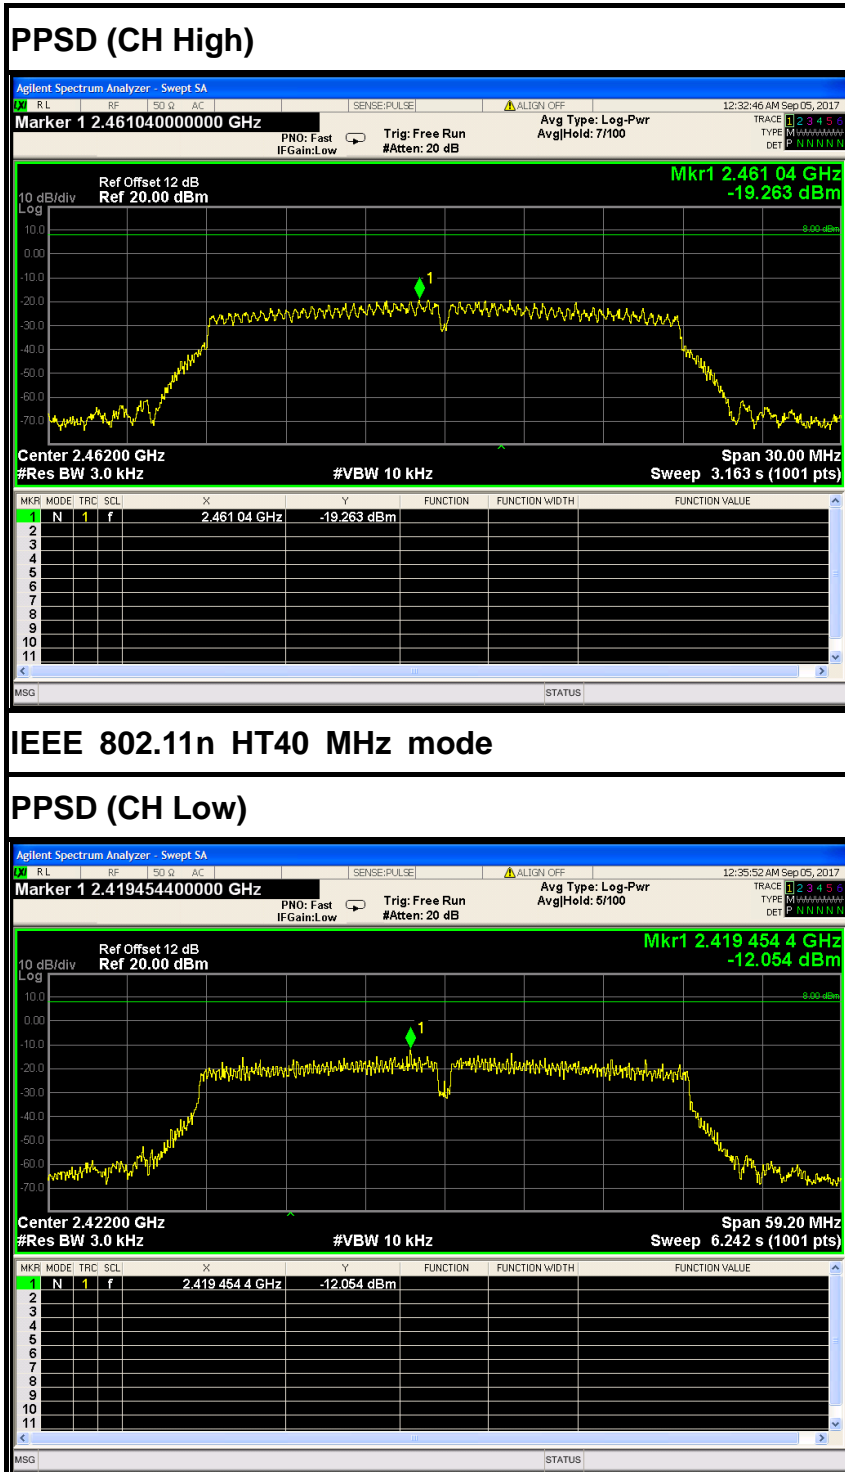 PPSD (CH High)
Agilent Spectrum Analyzer - Swept SA
LXI RL RF 50 Ω AC SENSE:PULSE ALIGN OFF 12:32:46 AM Sep 05, 2017
Marker 1 2.461040000000 GHz
PNO: Fast
IFGain:Low
Trig: Free Run
#Atten: 20 dB
Avg Type: Log-Pwr
Avg|Hold: 7/100
TRACE 1 2 3 4 5 6
TYPE M
DET P N N N N N
Mkr1 2.461 04 GHz
-19.263 dBm
Ref Offset 12 dB
10 dB/div Ref 20.00 dBm
Log
10.0
8.00 dBm
0.00
-10.0
1
-20.0
-30.0
-40.0
-50.0
-60.0
-70.0
Center 2.46200 GHz Span 30.00 MHz
#Res BW 3.0 kHz #VBW 10 kHz Sweep 3.163 s (1001 pts)
MKR MODE TRC SCL X Y FUNCTION FUNCTION WIDTH FUNCTION VALUE
1 N 1 f 2.461 04 GHz -19.263 dBm
2
3
4
5
6
7
8
9
10
11
MSG STATUS
IEEE 802.11n HT40 MHz mode
PPSD (CH Low)
Agilent Spectrum Analyzer - Swept SA
LXI RL RF 50 Ω AC SENSE:PULSE ALIGN OFF 12:35:52 AM Sep 05, 2017
Marker 1 2.419454400000 GHz
PNO: Fast
IFGain:Low
Trig: Free Run
#Atten: 20 dB
Avg Type: Log-Pwr
Avg|Hold: 5/100
TRACE 1 2 3 4 5 6
TYPE M
DET P N N N N N
Mkr1 2.419 454 4 GHz
-12.054 dBm
Ref Offset 12 dB
10 dB/div Ref 20.00 dBm
Log
10.0
8.00 dBm
0.00
-10.0
1
-20.0
-30.0
-40.0
-50.0
-60.0
-70.0
Center 2.42200 GHz Span 59.20 MHz
#Res BW 3.0 kHz #VBW 10 kHz Sweep 6.242 s (1001 pts)
MKR MODE TRC SCL X Y FUNCTION FUNCTION WIDTH FUNCTION VALUE
1 N 1 f 2.419 454 4 GHz -12.054 dBm
2
3
4
5
6
7
8
9
10
11
MSG STATUS